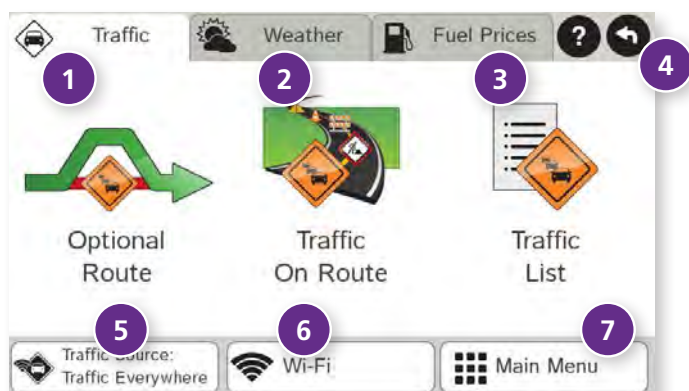 Traffic
Weather
Fuel Prices
?
1
2
3
4
Optional
Route
Traffic
On Route
Traffic
List
5
6
7
Traffic Source:
Traffic Everywhere
Wi-Fi
Main Menu